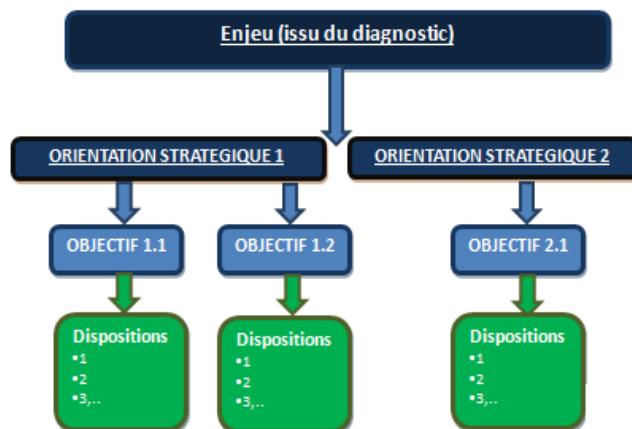 Enjeu (issu du diagnostic)
ORIENTATION STRATEGIQUE 1
ORIENTATION STRATEGIQUE 2
OBJECTIF 1.1
OBJECTIF 1.2
OBJECTIF 2.1
Dispositions
•1
•2
•3,..
Dispositions
•1
•2
•3,..
Dispositions
•1
•2
•3,..